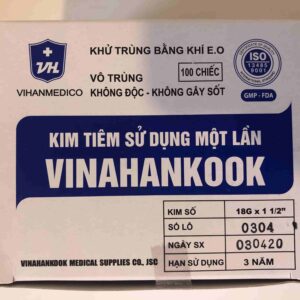 VH
VIHANMEDICO
KHỬ TRÙNG BẰNG KHÍ E.O
VÔ TRÙNG
100 CHIẾC
KHÔNG ĐỘC - KHÔNG GÂY SỐT
ISO
13485
9001
GMP - FDA
KIM TIÊM SỬ DỤNG MỘT LẦN
VINAHANKOOK
KIM SỐ 18G x 1 1/2"
SỐ LÔ 0304
NGÀY SX 030420
HẠN SỬ DỤNG 3 NĂM
VINAHANKOOK MEDICAL SUPPLIES CO., JSC